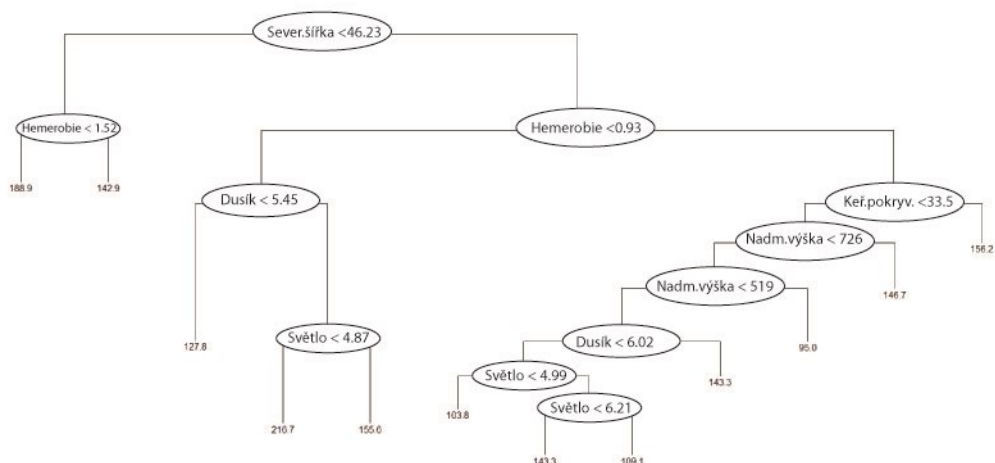 Sever.šířka <46.23
Hemerobie < 1.52
Hemerobie <0.93
188.9
142.9
Dusík < 5.45
Keř.pokryv. <33.5
Nadm.výška < 726
156.2
Nadm.výška < 519
146.7
127.8
Světlo < 4.87
Dusík < 6.02
95.0
Světlo < 4.99
143.3
216.7
155.6
103.8
Světlo < 6.21
143.3
109.1